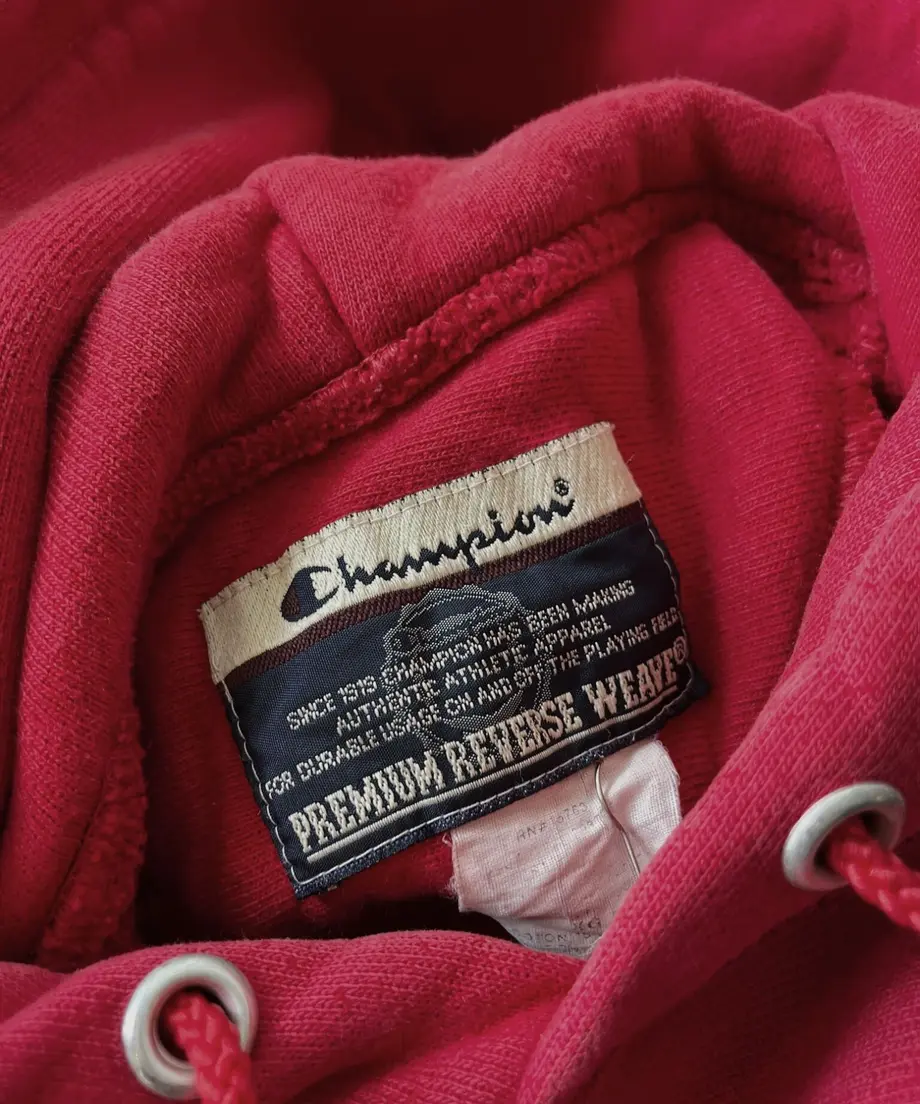 Champion®
SINCE 1919 CHAMPION HAS BEEN MAKING
AUTHENTIC ATHLETIC APPAREL
FOR DURABLE USAGE ON AND OFF THE PLAYING FIELD
PREMIUM REVERSE WEAVE®